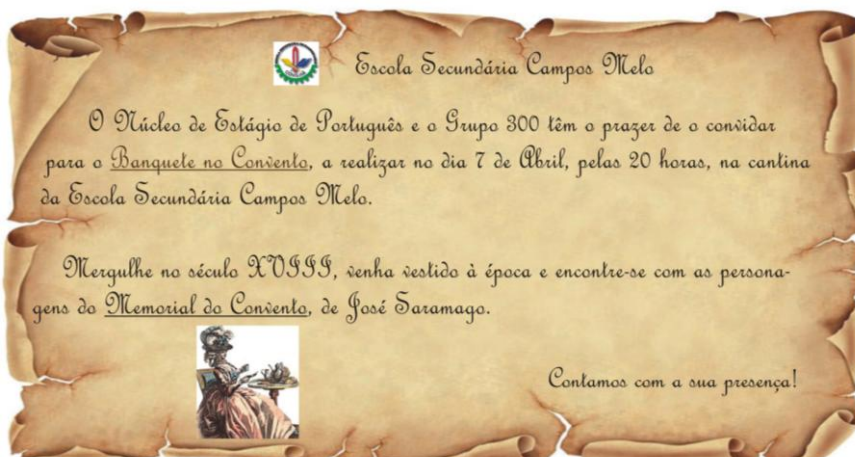 Escola Secundária Campos Melo
O Núcleo de Estágio de Português e o Grupo 300 têm o prazer de o convidar
para o Banquete no Convento, a realizar no dia 7 de Abril, pelas 20 horas, na cantina
da Escola Secundária Campos Melo.
Mergulhe no século XVIII, venha vestido à época e encontre-se com as persona-
gens do Memorial do Convento, de José Saramago.
Contamos com a sua presença!